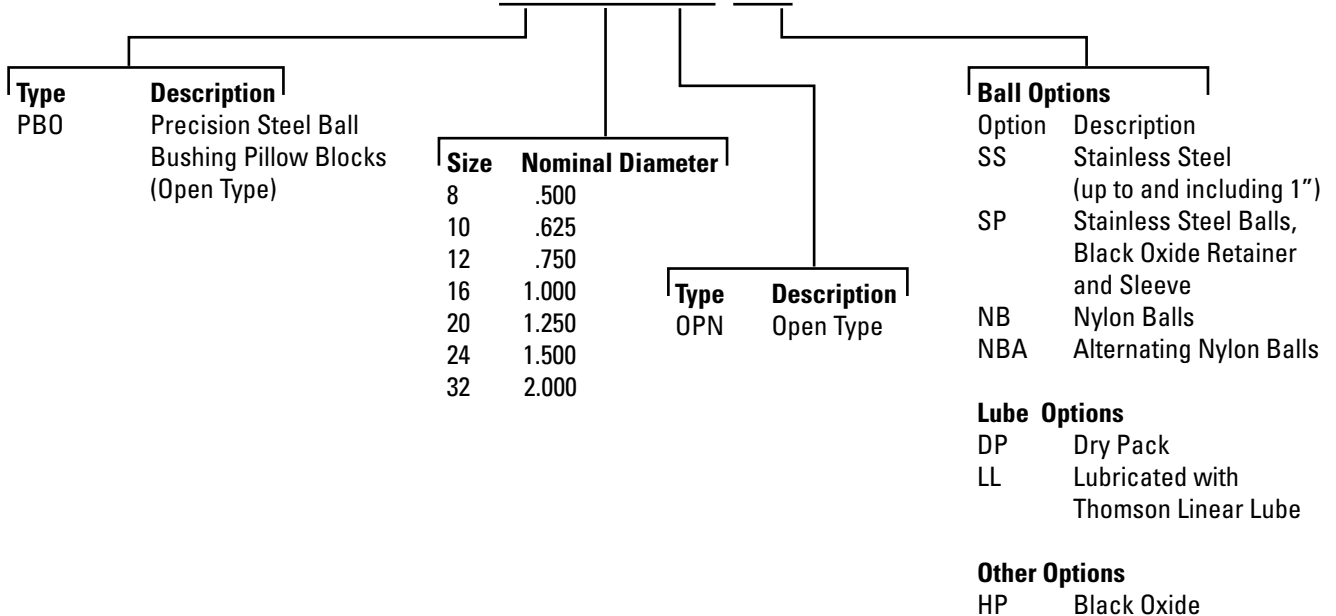 Type Description
PBO Precision Steel Ball
Bushing Pillow Blocks
(Open Type)
Size Nominal Diameter
8 .500
10 .625
12 .750
16 1.000
20 1.250
24 1.500
32 2.000
Type Description
OPN Open Type
Ball Options
Option Description
SS Stainless Steel
(up to and including 1”)
SP Stainless Steel Balls,
Black Oxide Retainer
and Sleeve
NB Nylon Balls
NBA Alternating Nylon Balls
Lube Options
DP Dry Pack
LL Lubricated with
Thomson Linear Lube
Other Options
HP Black Oxide